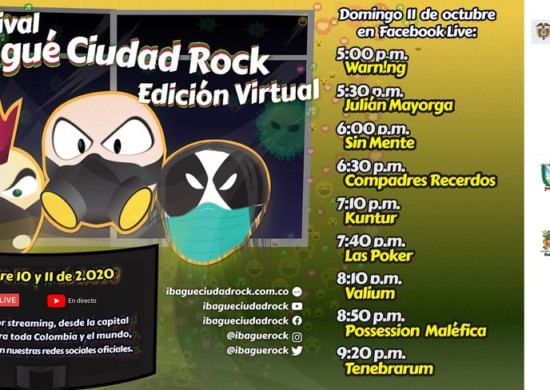 ival
gué Ciudad Rock
Edición Virtual
re 10 y 11 de 2.020
LIVE
En directo
or streaming, desde la capital
ra toda Colombia y el mundo,
n nuestras redes sociales oficiales.
ibagueciudadrock.com.co
ibagueciudadrock
ibagueciudadrock
@ibaguerock
@ibaguerock
Domingo 11 de octubre
en Facebook Live:
5:00 p.m.
Warn!ng
5:30 p.m.
Julián Mayorga
6:00 p.m.
Sin Mente
6:30 p.m.
Compadres Recerdos
7:10 p.m.
Kuntur
7:40 p.m.
Las Poker
8:10 p.m.
Valium
8:50 p.m.
Possession Maléfica
9:20 p.m.
Tenebrarum